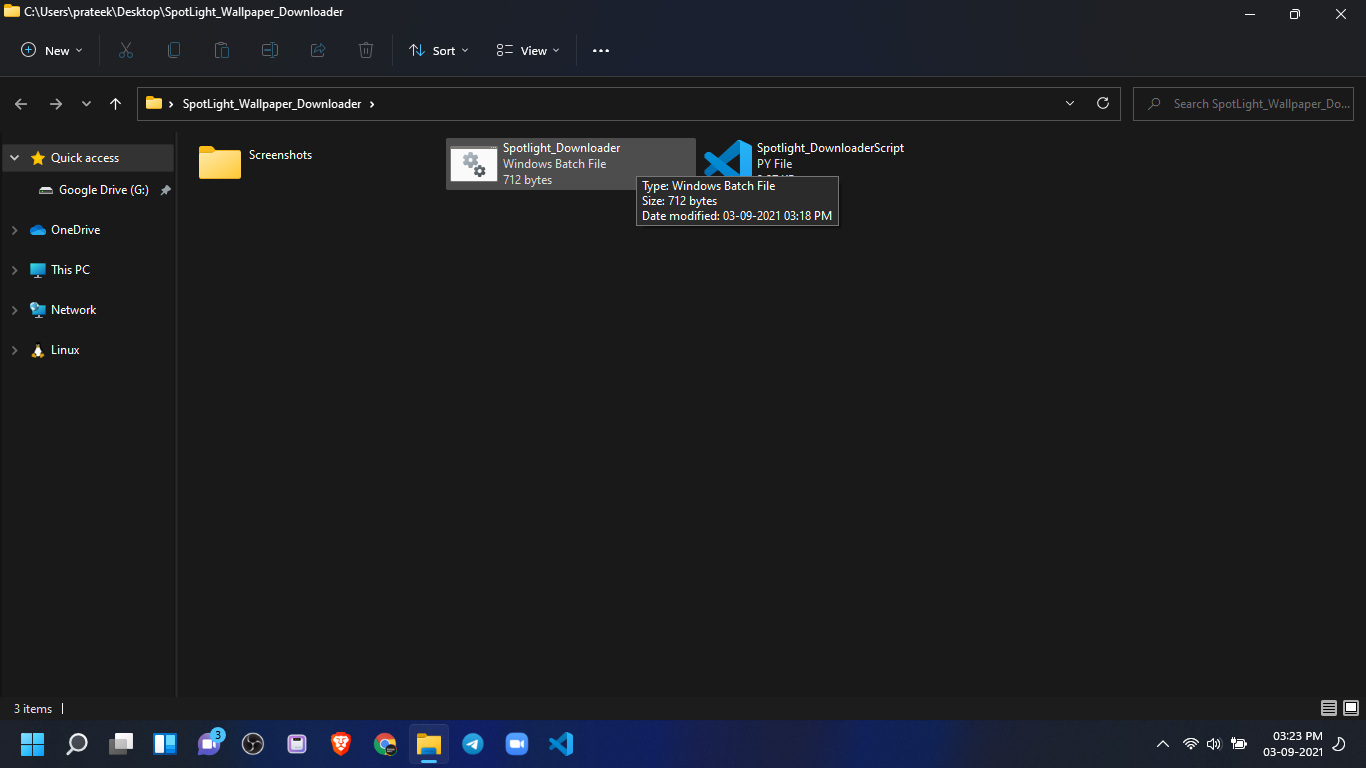 C:\Users\prateek\Desktop\SpotLight_Wallpaper_Downloader
New
Sort
View
SpotLight_Wallpaper_Downloader
Search SpotLight_Wallpaper_Do...
Quick access
Google Drive (G:)
OneDrive
This PC
Network
Linux
Screenshots
Spotlight_Downloader
Windows Batch File
712 bytes
Spotlight_DownloaderScript
PY File
Type: Windows Batch File
Size: 712 bytes
Date modified: 03-09-2021 03:18 PM
3 items
3
03:23 PM
03-09-2021